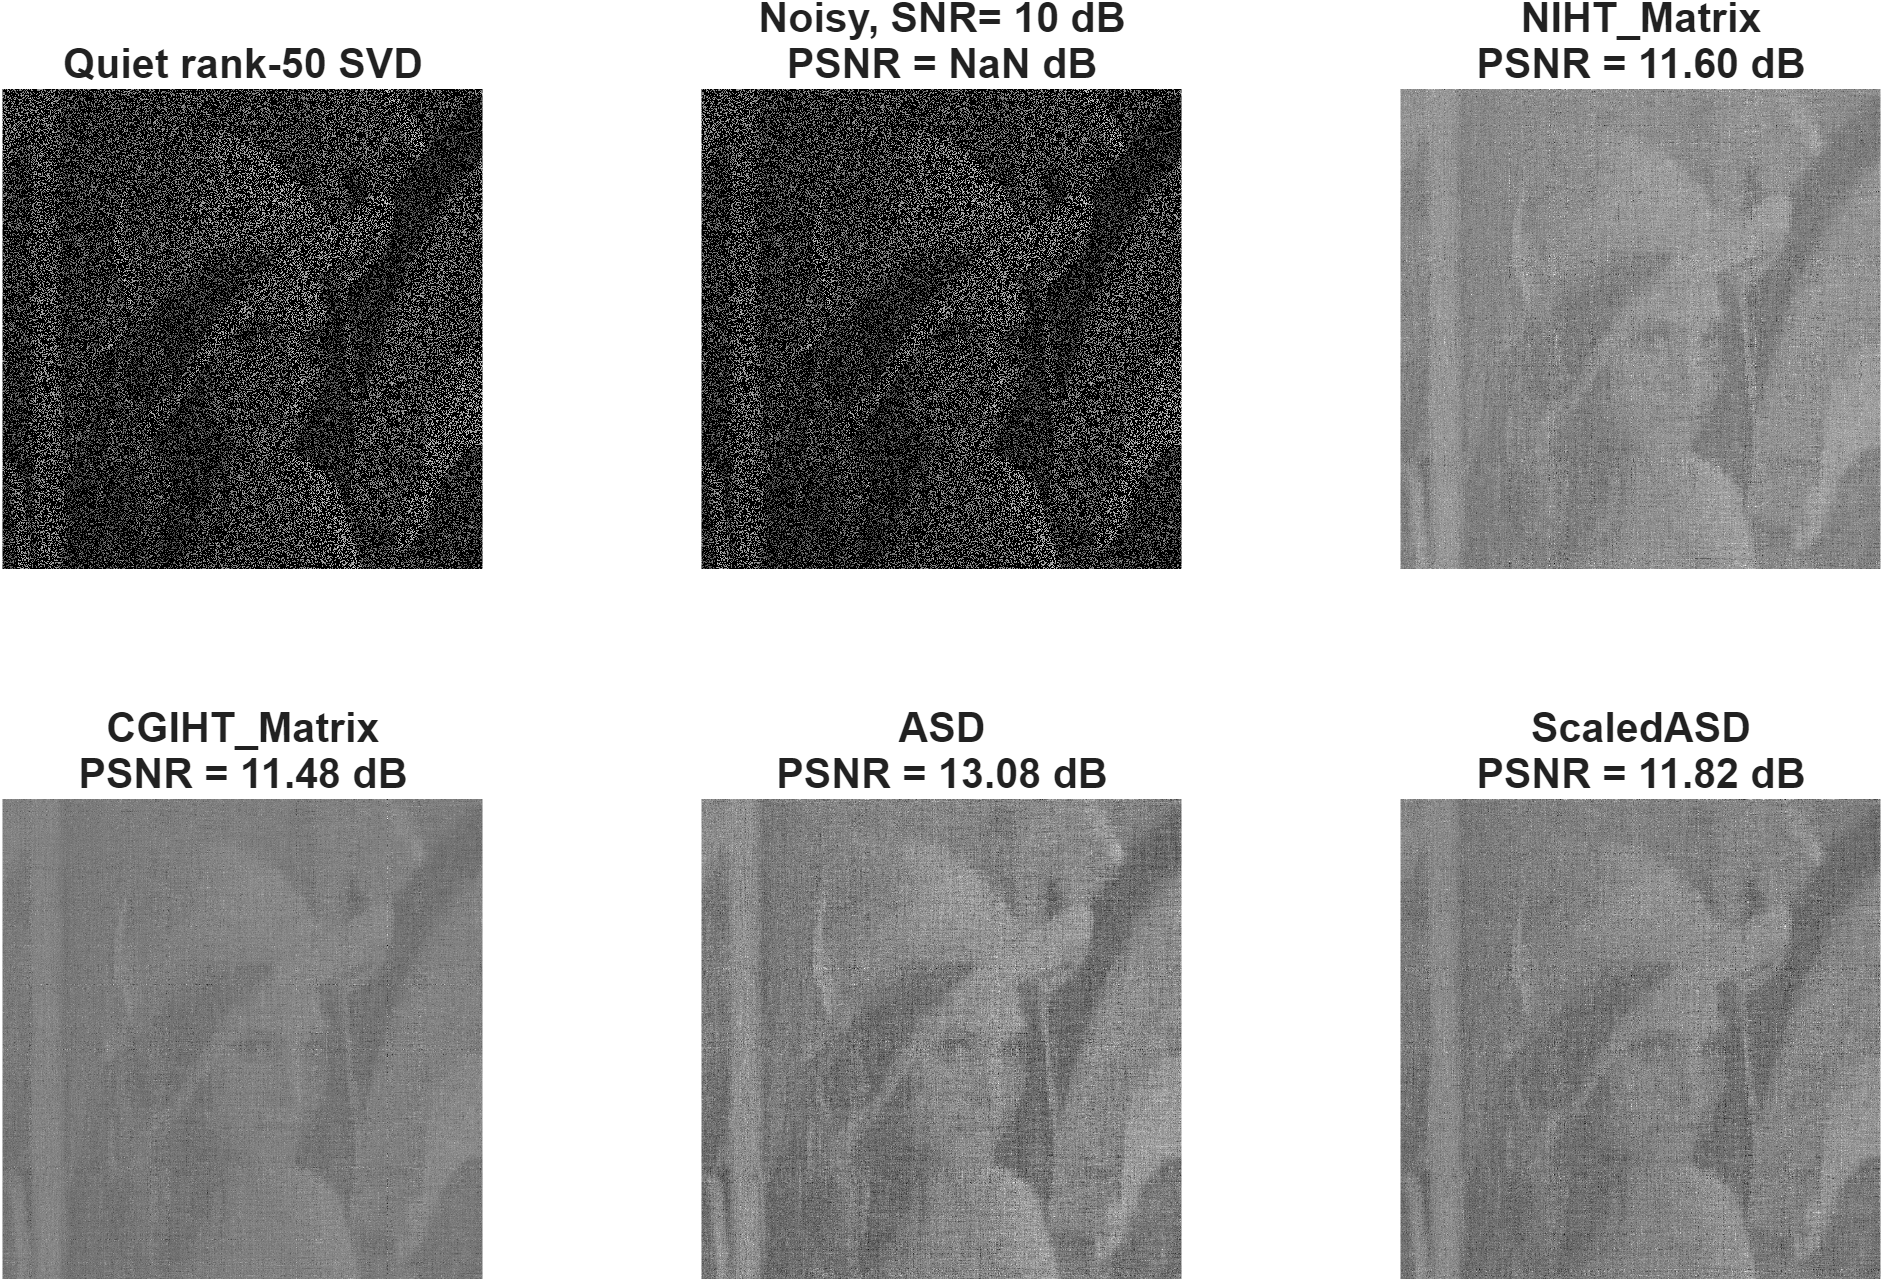 Quiet rank-50 SVD
Noisy, SNR= 10 dB
PSNR = NaN dB
NIHT_Matrix
PSNR = 11.60 dB
CGIHT_Matrix
PSNR = 11.48 dB
ASD
PSNR = 13.08 dB
ScaledASD
PSNR = 11.82 dB